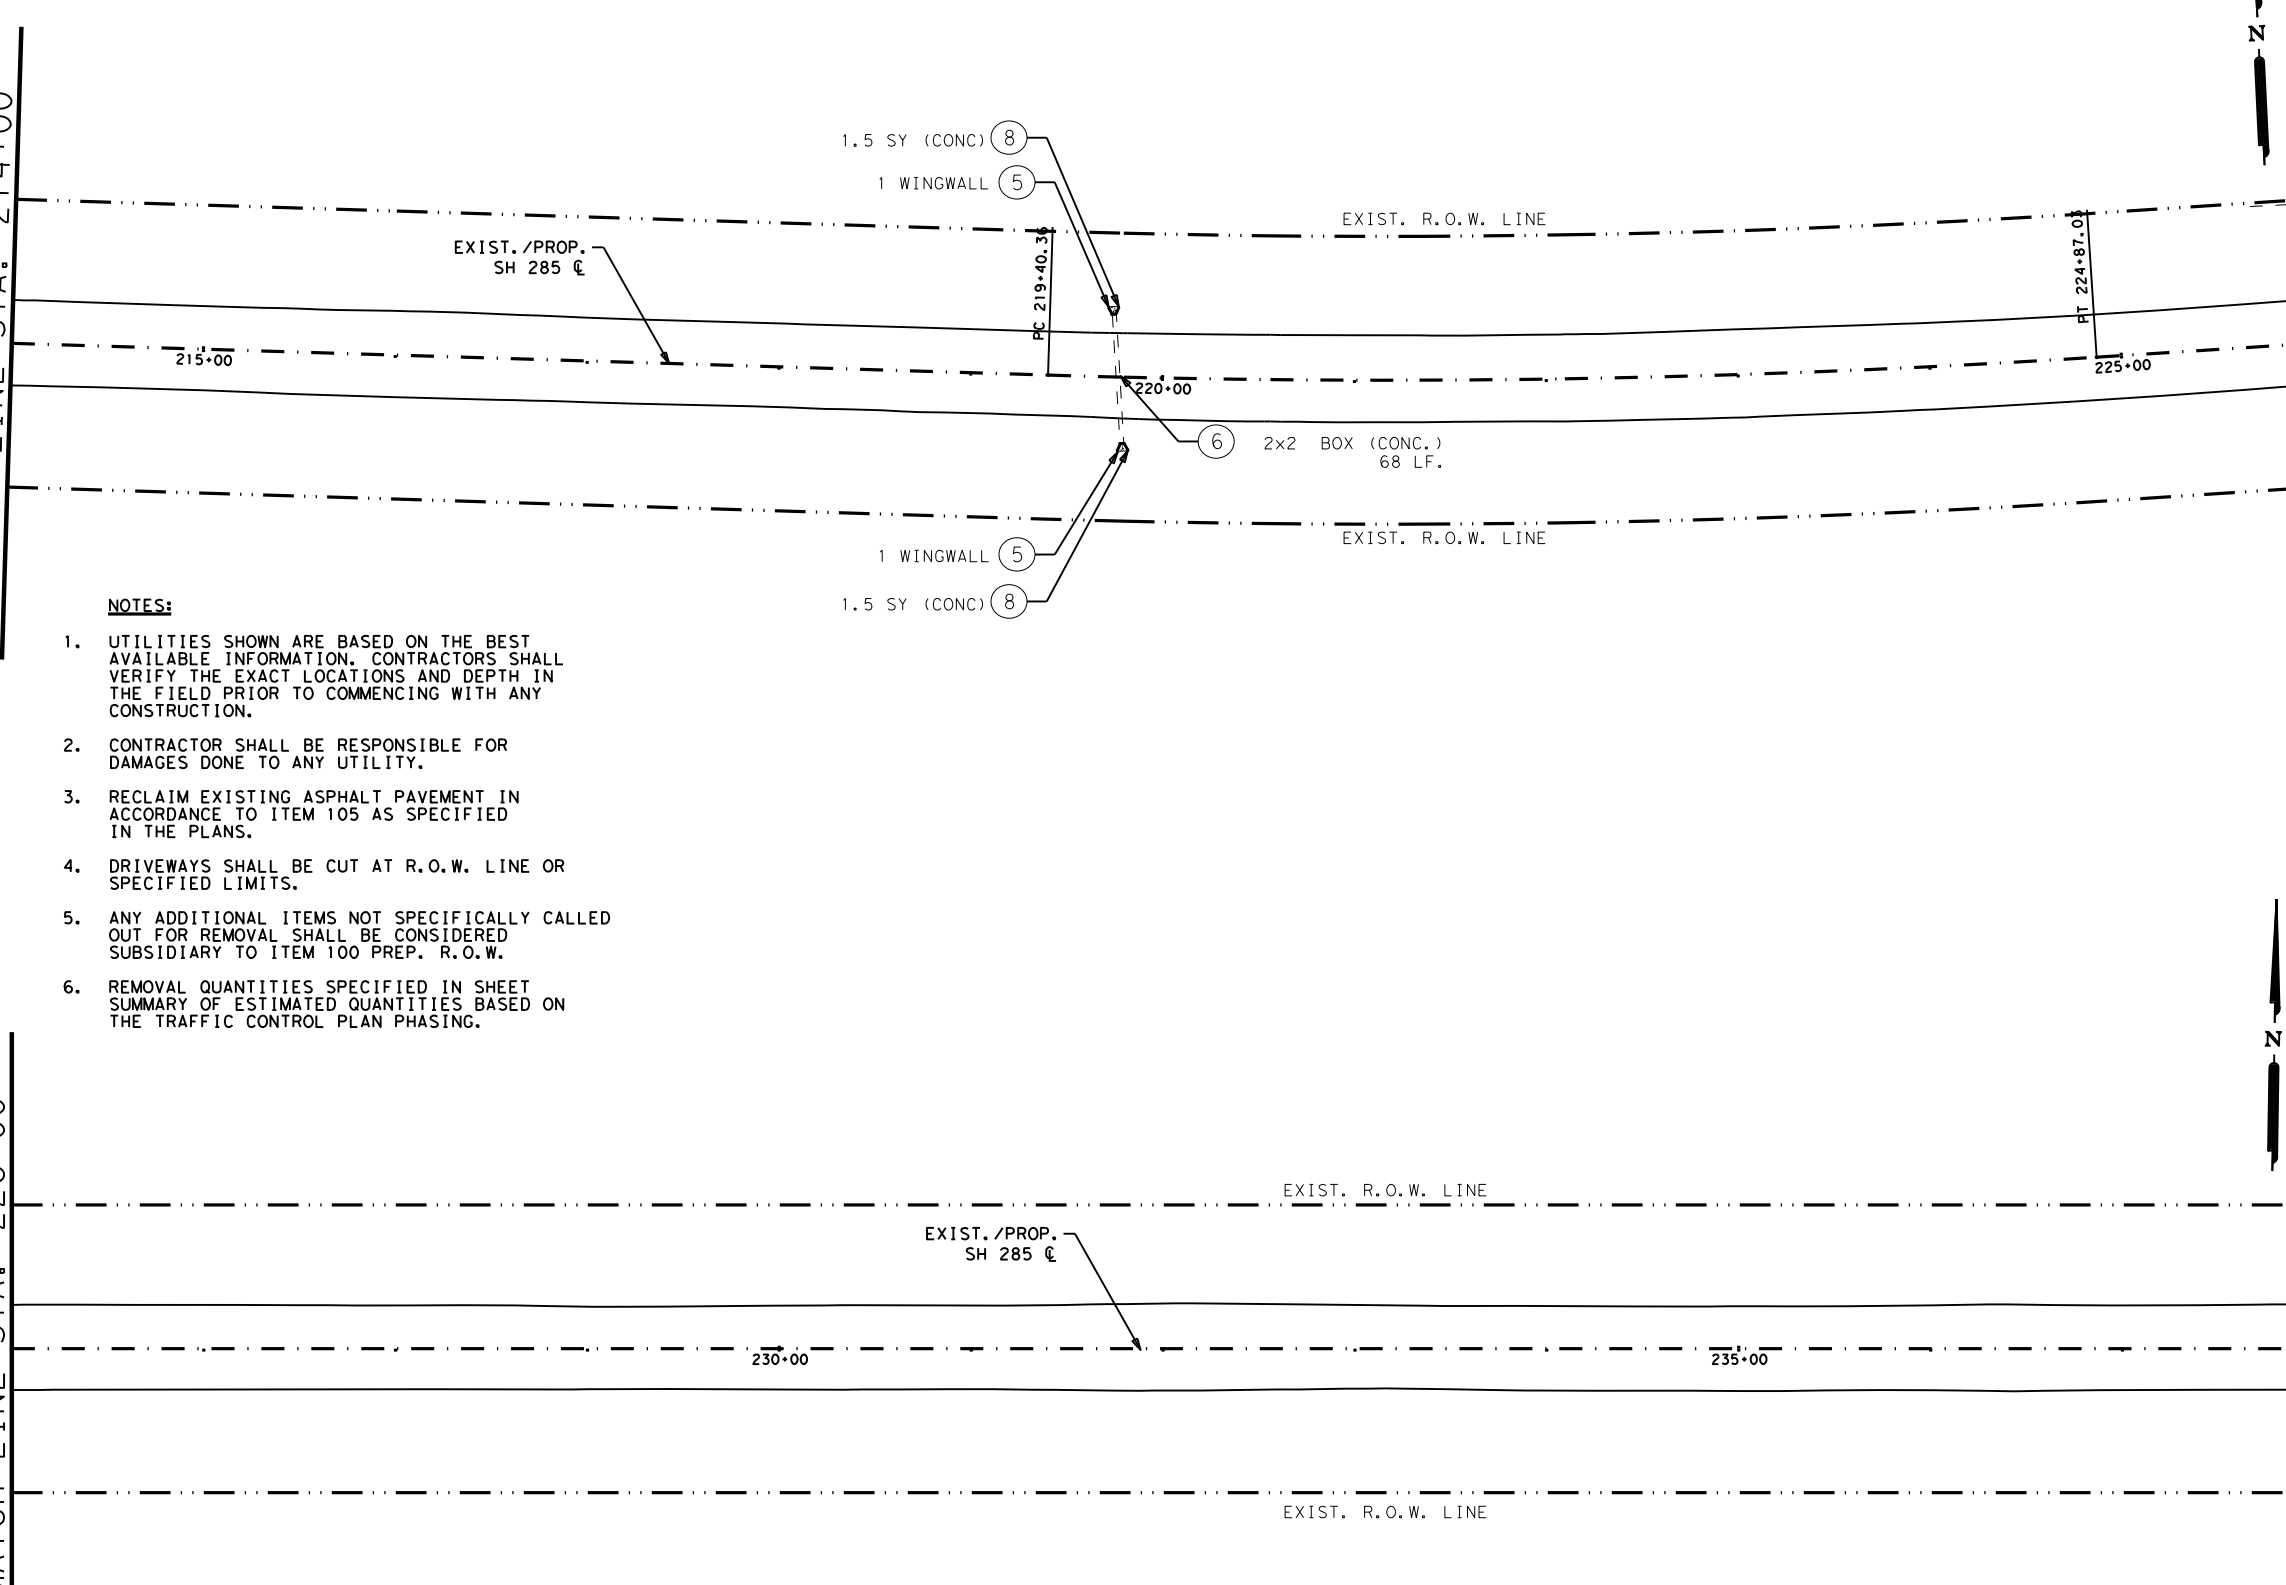 N
1.5 SY (CONC) 8
1 WINGWALL 5
EXIST. R.O.W. LINE
EXIST./PROP.
SH 285 ℄
PC 219+40.36
PT 224+87.03
215+00
220+00
225+00
6 2x2 BOX (CONC.)
68 LF.
EXIST. R.O.W. LINE
1 WINGWALL 5
1.5 SY (CONC) 8
NOTES:
1. UTILITIES SHOWN ARE BASED ON THE BEST
AVAILABLE INFORMATION. CONTRACTORS SHALL
VERIFY THE EXACT LOCATIONS AND DEPTH IN
THE FIELD PRIOR TO COMMENCING WITH ANY
CONSTRUCTION.
2. CONTRACTOR SHALL BE RESPONSIBLE FOR
DAMAGES DONE TO ANY UTILITY.
3. RECLAIM EXISTING ASPHALT PAVEMENT IN
ACCORDANCE TO ITEM 105 AS SPECIFIED
IN THE PLANS.
4. DRIVEWAYS SHALL BE CUT AT R.O.W. LINE OR
SPECIFIED LIMITS.
5. ANY ADDITIONAL ITEMS NOT SPECIFICALLY CALLED
OUT FOR REMOVAL SHALL BE CONSIDERED
SUBSIDIARY TO ITEM 100 PREP. R.O.W.
6. REMOVAL QUANTITIES SPECIFIED IN SHEET
SUMMARY OF ESTIMATED QUANTITIES BASED ON
THE TRAFFIC CONTROL PLAN PHASING.
N
EXIST. R.O.W. LINE
EXIST./PROP.
SH 285 ℄
230+00
235+00
EXIST. R.O.W. LINE